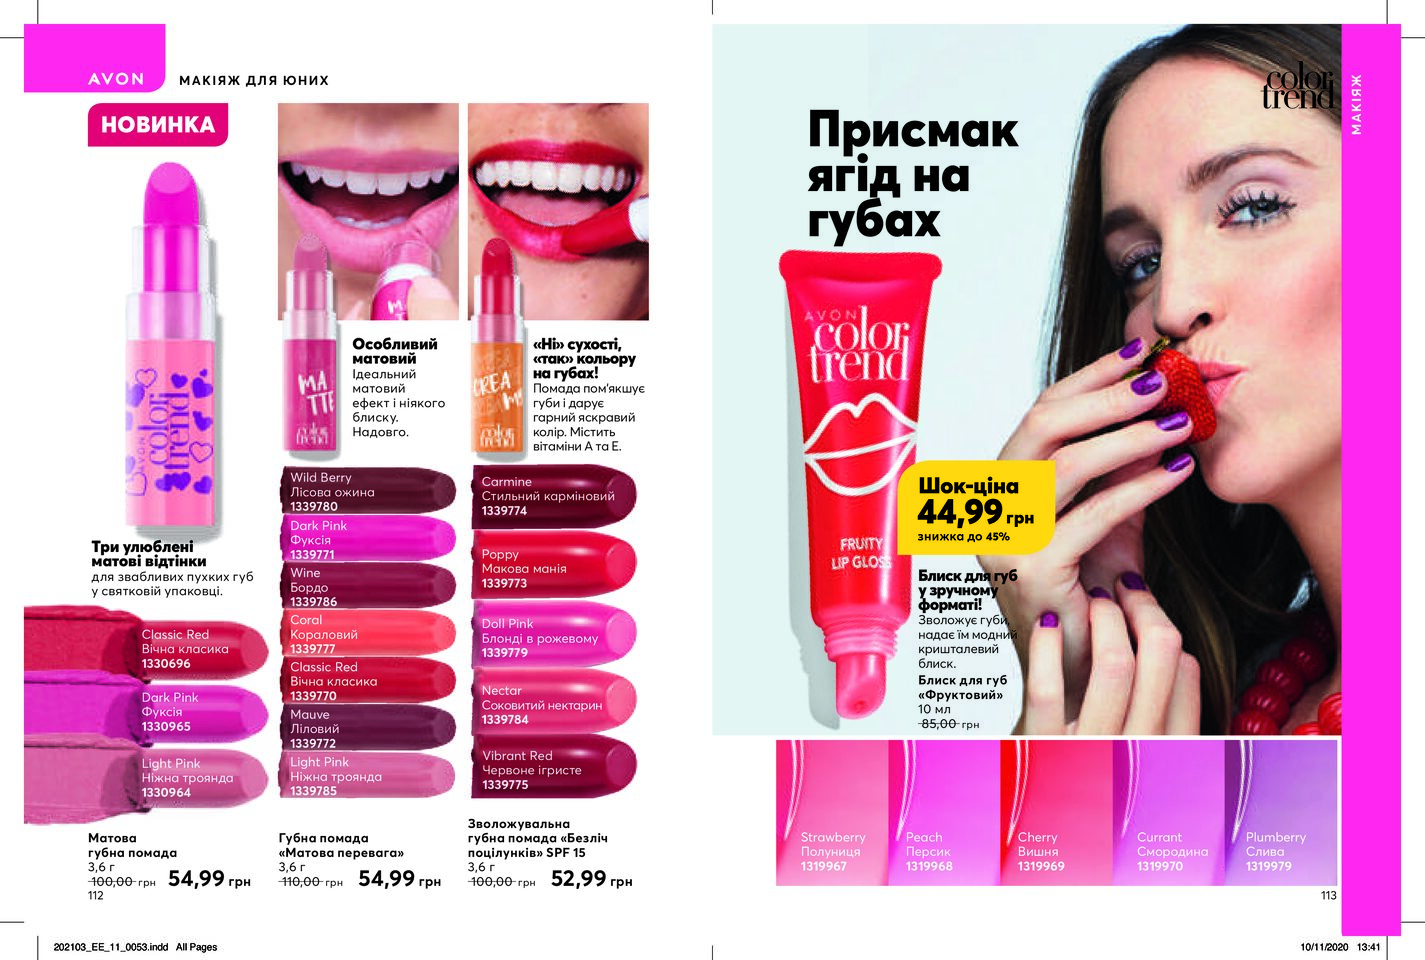 AVON
МАКІЯЖ ДЛЯ ЮНИХ
НОВИНКА
AVON
color
trend
Три улюблені
матові відтінки
для звабливих пухких губ
у святковій упаковці.
Classic Red
Вічна класика
1330696
Dark Pink
Фуксія
1330965
Light Pink
Ніжна троянда
1330964
Матова
губна помада
3,6 г
100,00 грн 54,99 грн
112
MA
TTE
color
trend
Особливий
матовий
Ідеальний
матовий
ефект і ніякого
блиску.
Надовго.
Wild Berry
Лісова ожина
1339780
Dark Pink
Фуксія
1339771
Wine
Бордо
1339786
Coral
Кораловий
1339777
Classic Red
Вічна класика
1339770
Mauve
Ліловий
1339772
Light Pink
Ніжна троянда
1339785
Губна помада
«Матова перевага»
3,6 г
110,00 грн 54,99 грн
«Ні» сухості,
«так» кольору
на губах!
Помада пом'якшує
губи і дарує
гарний яскравий
колір. Містить
вітаміни А та Е.
Carmine
Стильний карміновий
1339774
Poppy
Макова манія
1339773
Doll Pink
Блонді в рожевому
1339779
Nectar
Соковитий нектарин
1339784
Vibrant Red
Червоне ігристе
1339775
Зволожувальна
губна помада «Безліч
поцілунків» SPF 15
3,6 г
100,00 грн 52,99 грн
color
trend
МАКІЯЖ
Присмак
ягід на
губах
AVON
color
trend
FRUITY
LIP GLOSS
Шок-ціна
44,99 грн
знижка до 45%
Блиск для губ
у зручному
форматі!
Зволожує губи,
надає їм модний
кришталевий
блиск.
Блиск для губ
«Фруктовий»
10 мл
85,00 грн
Strawberry
Полуниця
1319967
Peach
Персик
1319968
Cherry
Вишня
1319969
Currant
Смородина
1319970
Plumberry
Слива
1319979
113
202103_EE_11_0053.indd All Pages
10/11/2020 13:41